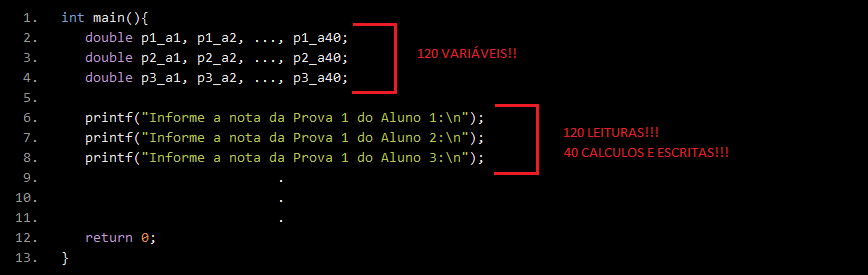 1. int main(){
2. double p1_a1, p1_a2, ..., p1_a40;
3. double p2_a1, p2_a2, ..., p2_a40;
4. double p3_a1, p3_a2, ..., p3_a40;
120 VARIÁVEIS!!
5.
6. printf("Informe a nota da Prova 1 do Aluno 1:\n");
7. printf("Informe a nota da Prova 1 do Aluno 2:\n");
8. printf("Informe a nota da Prova 1 do Aluno 3:\n");
120 LEITURAS!!!
40 CALCULOS E ESCRITAS!!!
9. .
10. .
11. .
12. return 0;
13. }